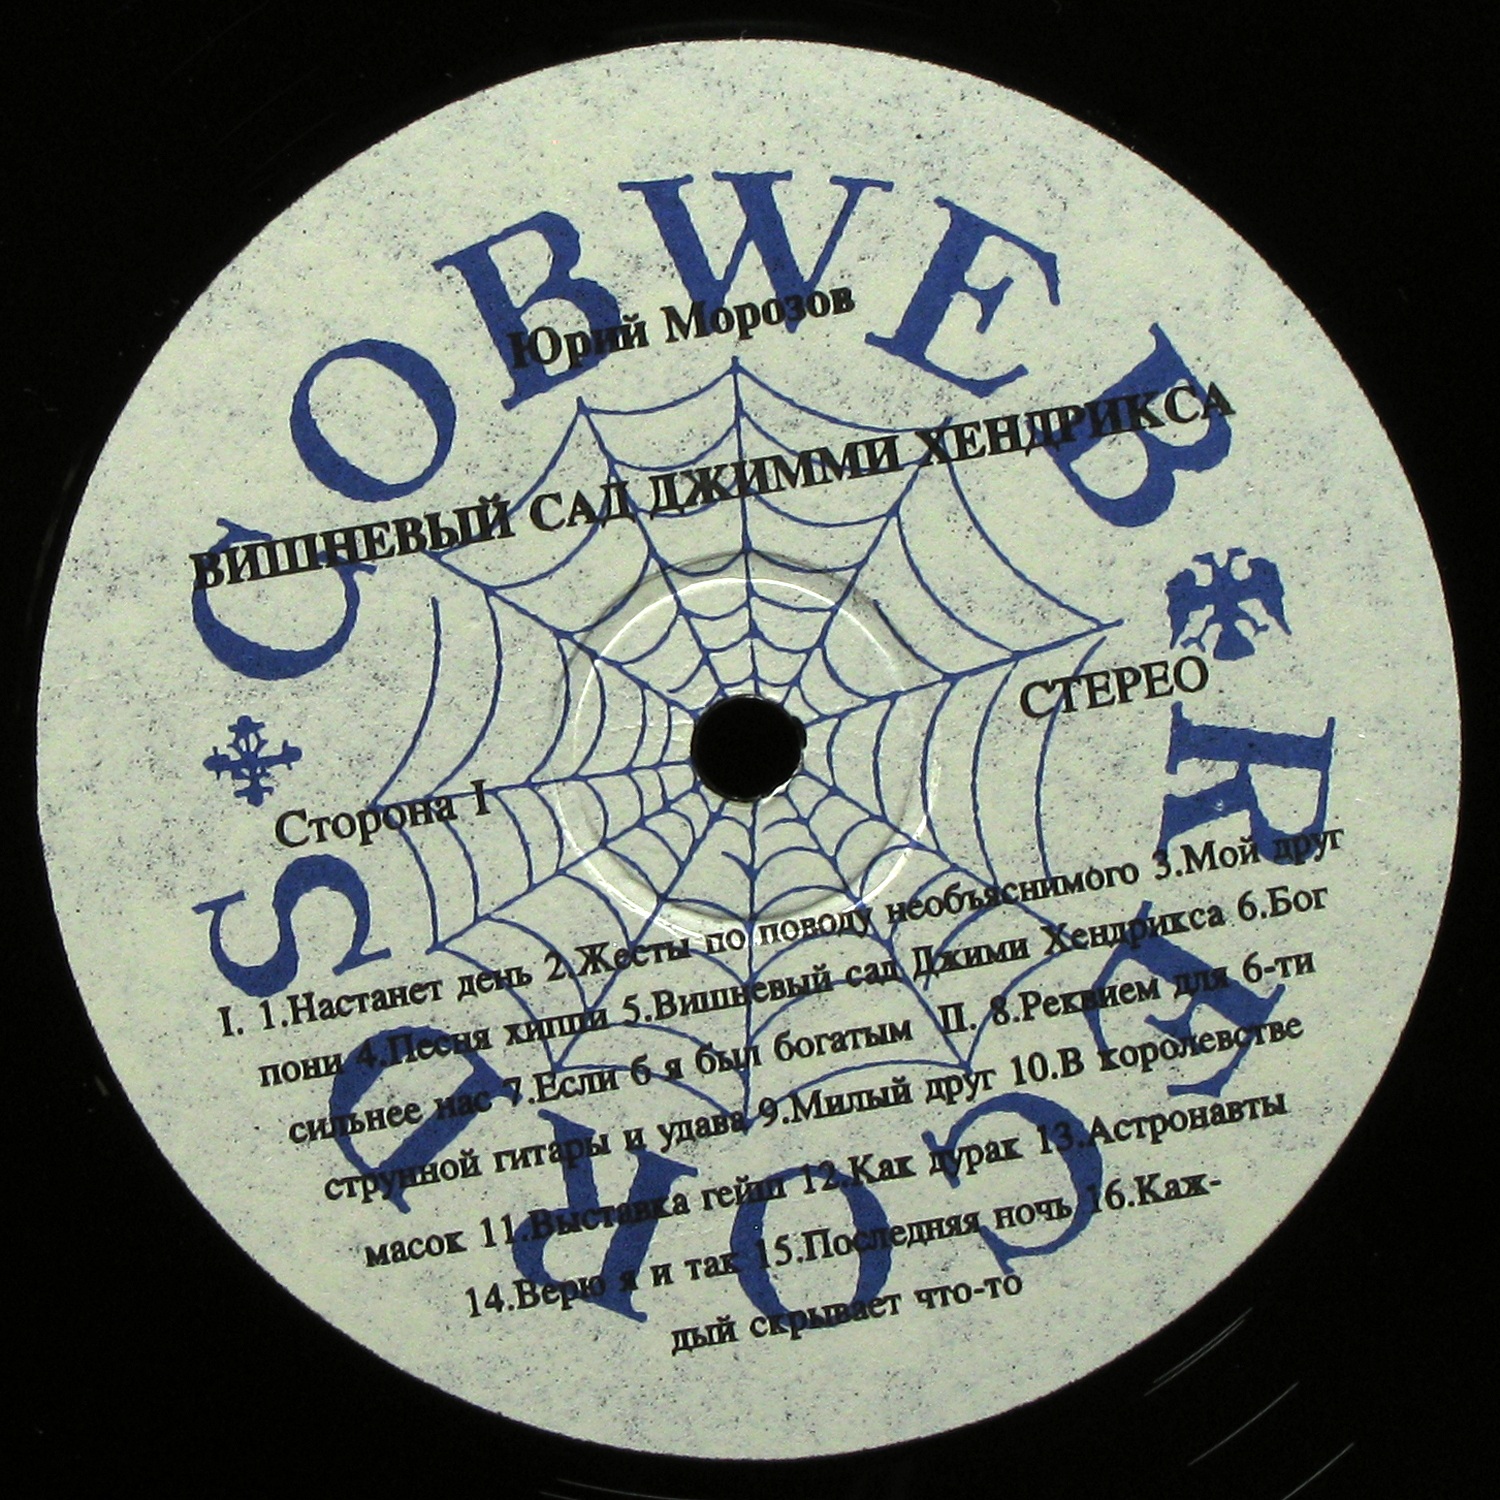 COBWEB RECORDS
Юрий Морозов
ВИШНЕВЫЙ САД ДЖИММИ ХЕНДРИКСА
СТЕРЕО
Сторона I
I. 1.Настанет день 2.Жесты по поводу необъяснимого 3.Мой друг
пони 4.Песня хиппи 5.Вишневый сад Джими Хендрикса 6.Бог
сильнее нас 7.Если б я был богатым П. 8.Реквием для 6-ти
струнной гитары и удава 9.Милый друг 10.В королевстве
масок 11.Выставка гейш 12.Как дурак 13.Астронавты
14.Верю я и так 15.Последняя ночь 16.Каж-
дый скрывает что-то